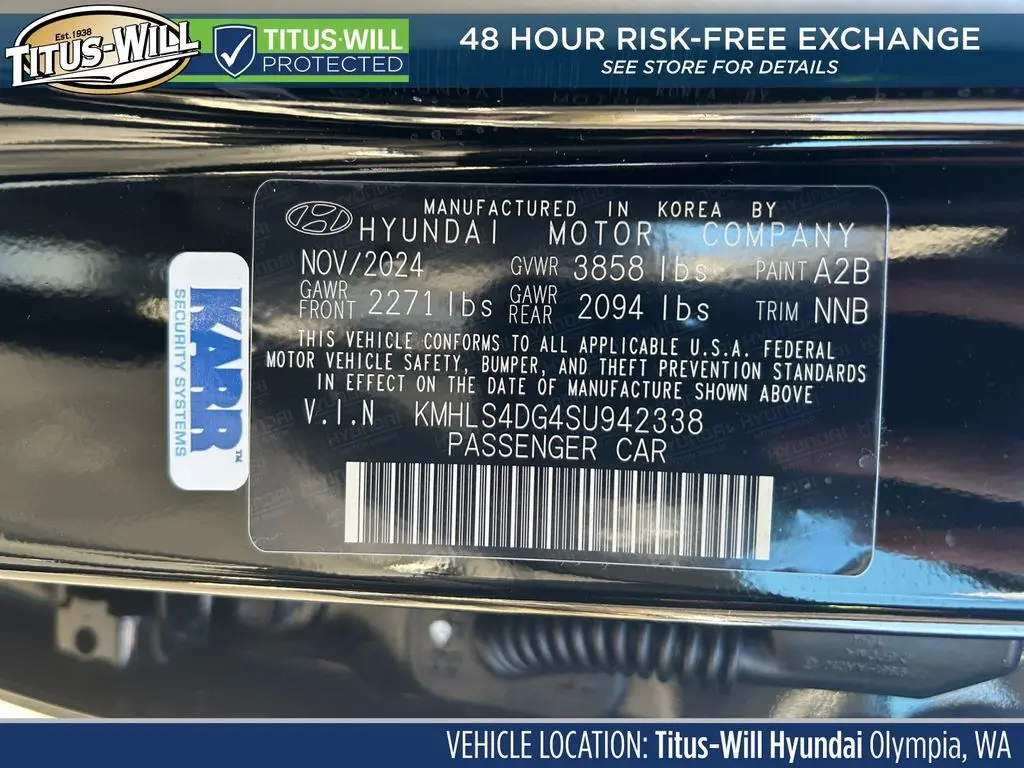 Est. 1938
TITUS-WILL
TITUS-WILL
PROTECTED
48 HOUR RISK-FREE EXCHANGE
SEE STORE FOR DETAILS
MANUFACTURED IN KOREA BY
HYUNDAI MOTOR COMPANY
NOV/2024 GVWR 3858 lbs PAINT A2B
GAWR FRONT 2271 lbs GAWR REAR 2094 lbs TRIM NNB
THIS VEHICLE CONFORMS TO ALL APPLICABLE U.S.A. FEDERAL
MOTOR VEHICLE SAFETY, BUMPER, AND THEFT PREVENTION STANDARDS
IN EFFECT ON THE DATE OF MANUFACTURE SHOWN ABOVE
V.I.N KMHLS4DG4SU942338
PASSENGER CAR
KARR™
SECURITY SYSTEMS
VEHICLE LOCATION: Titus-Will Hyundai Olympia, WA